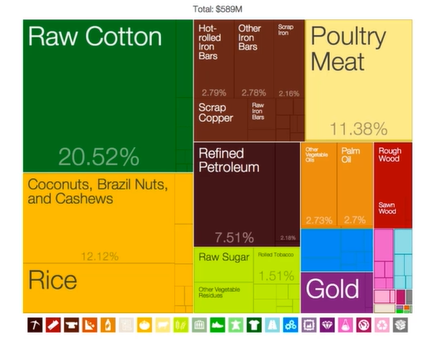 Total: $589M
Raw Cotton
20.52%
Coconuts, Brazil Nuts,
and Cashews
12.12%
Rice
Hot-
rolled
Iron
Bars
2.79%
Other
Iron
Bars
2.78%
Scrap
Iron
2.16%
Scrap
Copper
Raw
Iron
Bars
Poultry
Meat
11.38%
Refined
Petroleum
7.51%
2.18%
Raw Sugar
Other Vegetable
Residues
Rolled Tobacco
1.51%
Other
Vegetable
Oils
2.73%
Palm
Oil
2.7%
Rough
Wood
Sawn
Wood
Gold